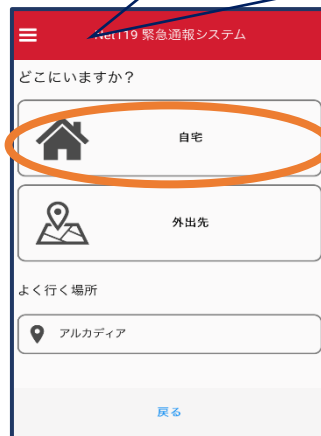 Net119 緊急通報システム
どこにいますか？
自宅
外出先
よく行く場所
アルカディア
戻る